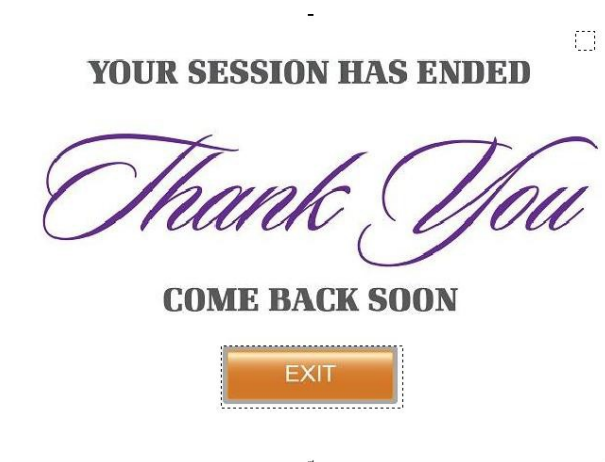 YOUR SESSION HAS ENDED
Thank You
COME BACK SOON
EXIT